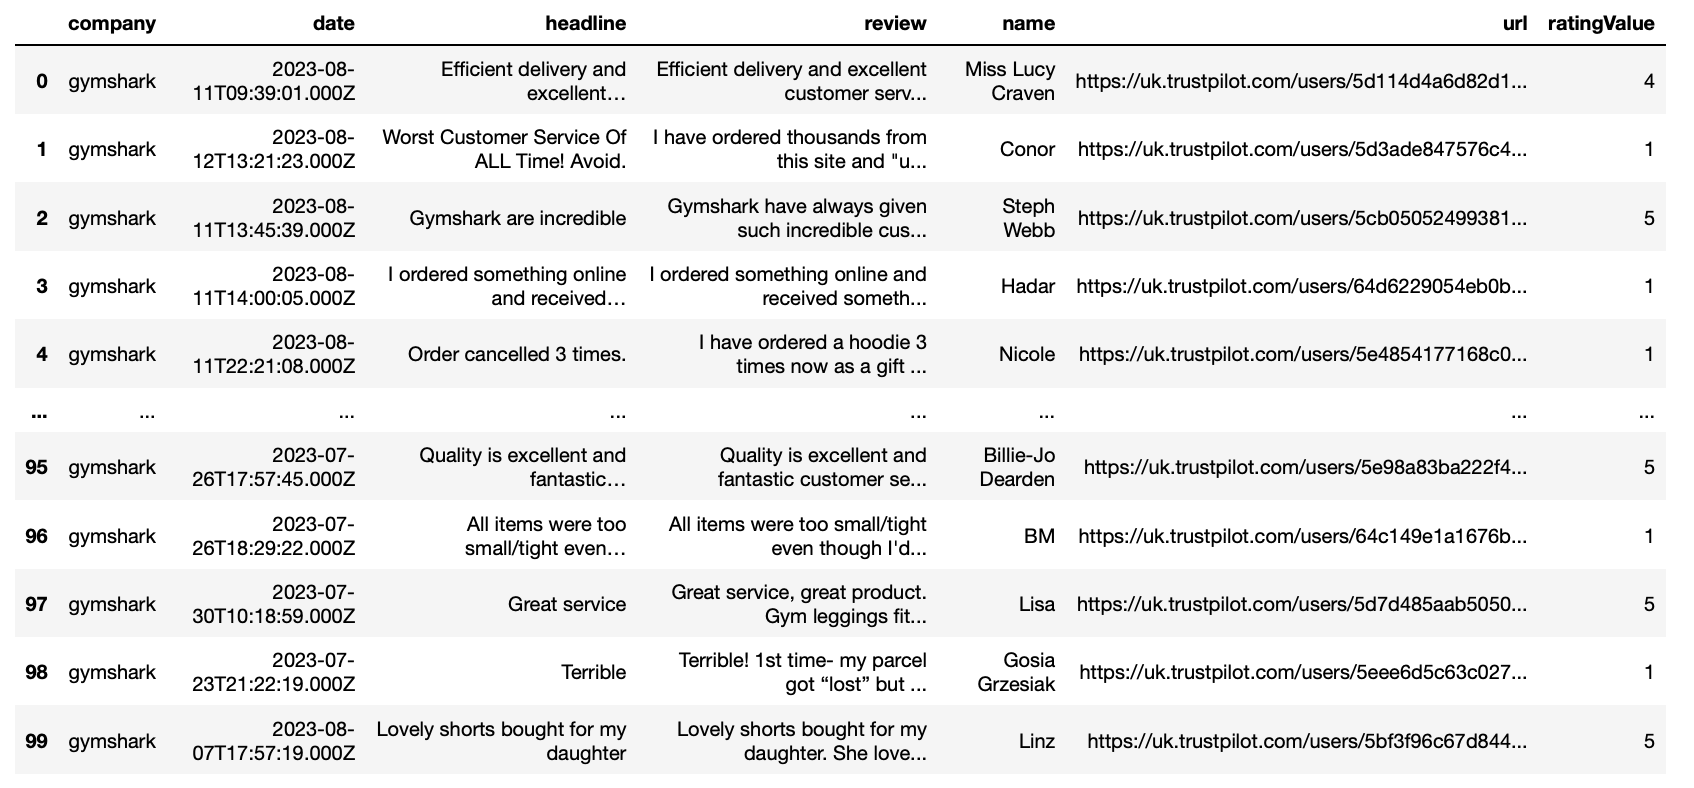 company date headline review name url ratingValue
0 gymshark 2023-08-11T09:39:01.000Z Efficient delivery and excellent... Efficient delivery and excellent customer serv... Miss Lucy Craven https://uk.trustpilot.com/users/5d114d4a6d82d1... 4
1 gymshark 2023-08-12T13:21:23.000Z Worst Customer Service Of ALL Time! Avoid. I have ordered thousands from this site and "u... Conor https://uk.trustpilot.com/users/5d3ade847576c4... 1
2 gymshark 2023-08-11T13:45:39.000Z Gymshark are incredible Gymshark have always given such incredible cus... Steph Webb https://uk.trustpilot.com/users/5cb05052499381... 5
3 gymshark 2023-08-11T14:00:05.000Z I ordered something online and received... I ordered something online and received someth... Hadar https://uk.trustpilot.com/users/64d6229054eb0b... 1
4 gymshark 2023-08-11T22:21:08.000Z Order cancelled 3 times. I have ordered a hoodie 3 times now as a gift ... Nicole https://uk.trustpilot.com/users/5e4854177168c0... 1
... ... ... ... ... ... ... ...
95 gymshark 2023-07-26T17:57:45.000Z Quality is excellent and fantastic... Quality is excellent and fantastic customer se... Billie-Jo Dearden https://uk.trustpilot.com/users/5e98a83ba222f4... 5
96 gymshark 2023-07-26T18:29:22.000Z All items were too small/tight even... All items were too small/tight even though I'd... BM https://uk.trustpilot.com/users/64c149e1a1676b... 1
97 gymshark 2023-07-30T10:18:59.000Z Great service Great service, great product. Gym leggings fit... Lisa https://uk.trustpilot.com/users/5d7d485aab5050... 5
98 gymshark 2023-07-23T21:22:19.000Z Terrible Terrible! 1st time- my parcel got “lost” but ... Gosia Grzesiak https://uk.trustpilot.com/users/5eee6d5c63c027... 1
99 gymshark 2023-08-07T17:57:19.000Z Lovely shorts bought for my daughter Lovely shorts bought for my daughter. She love... Linz https://uk.trustpilot.com/users/5bf3f96c67d844... 5